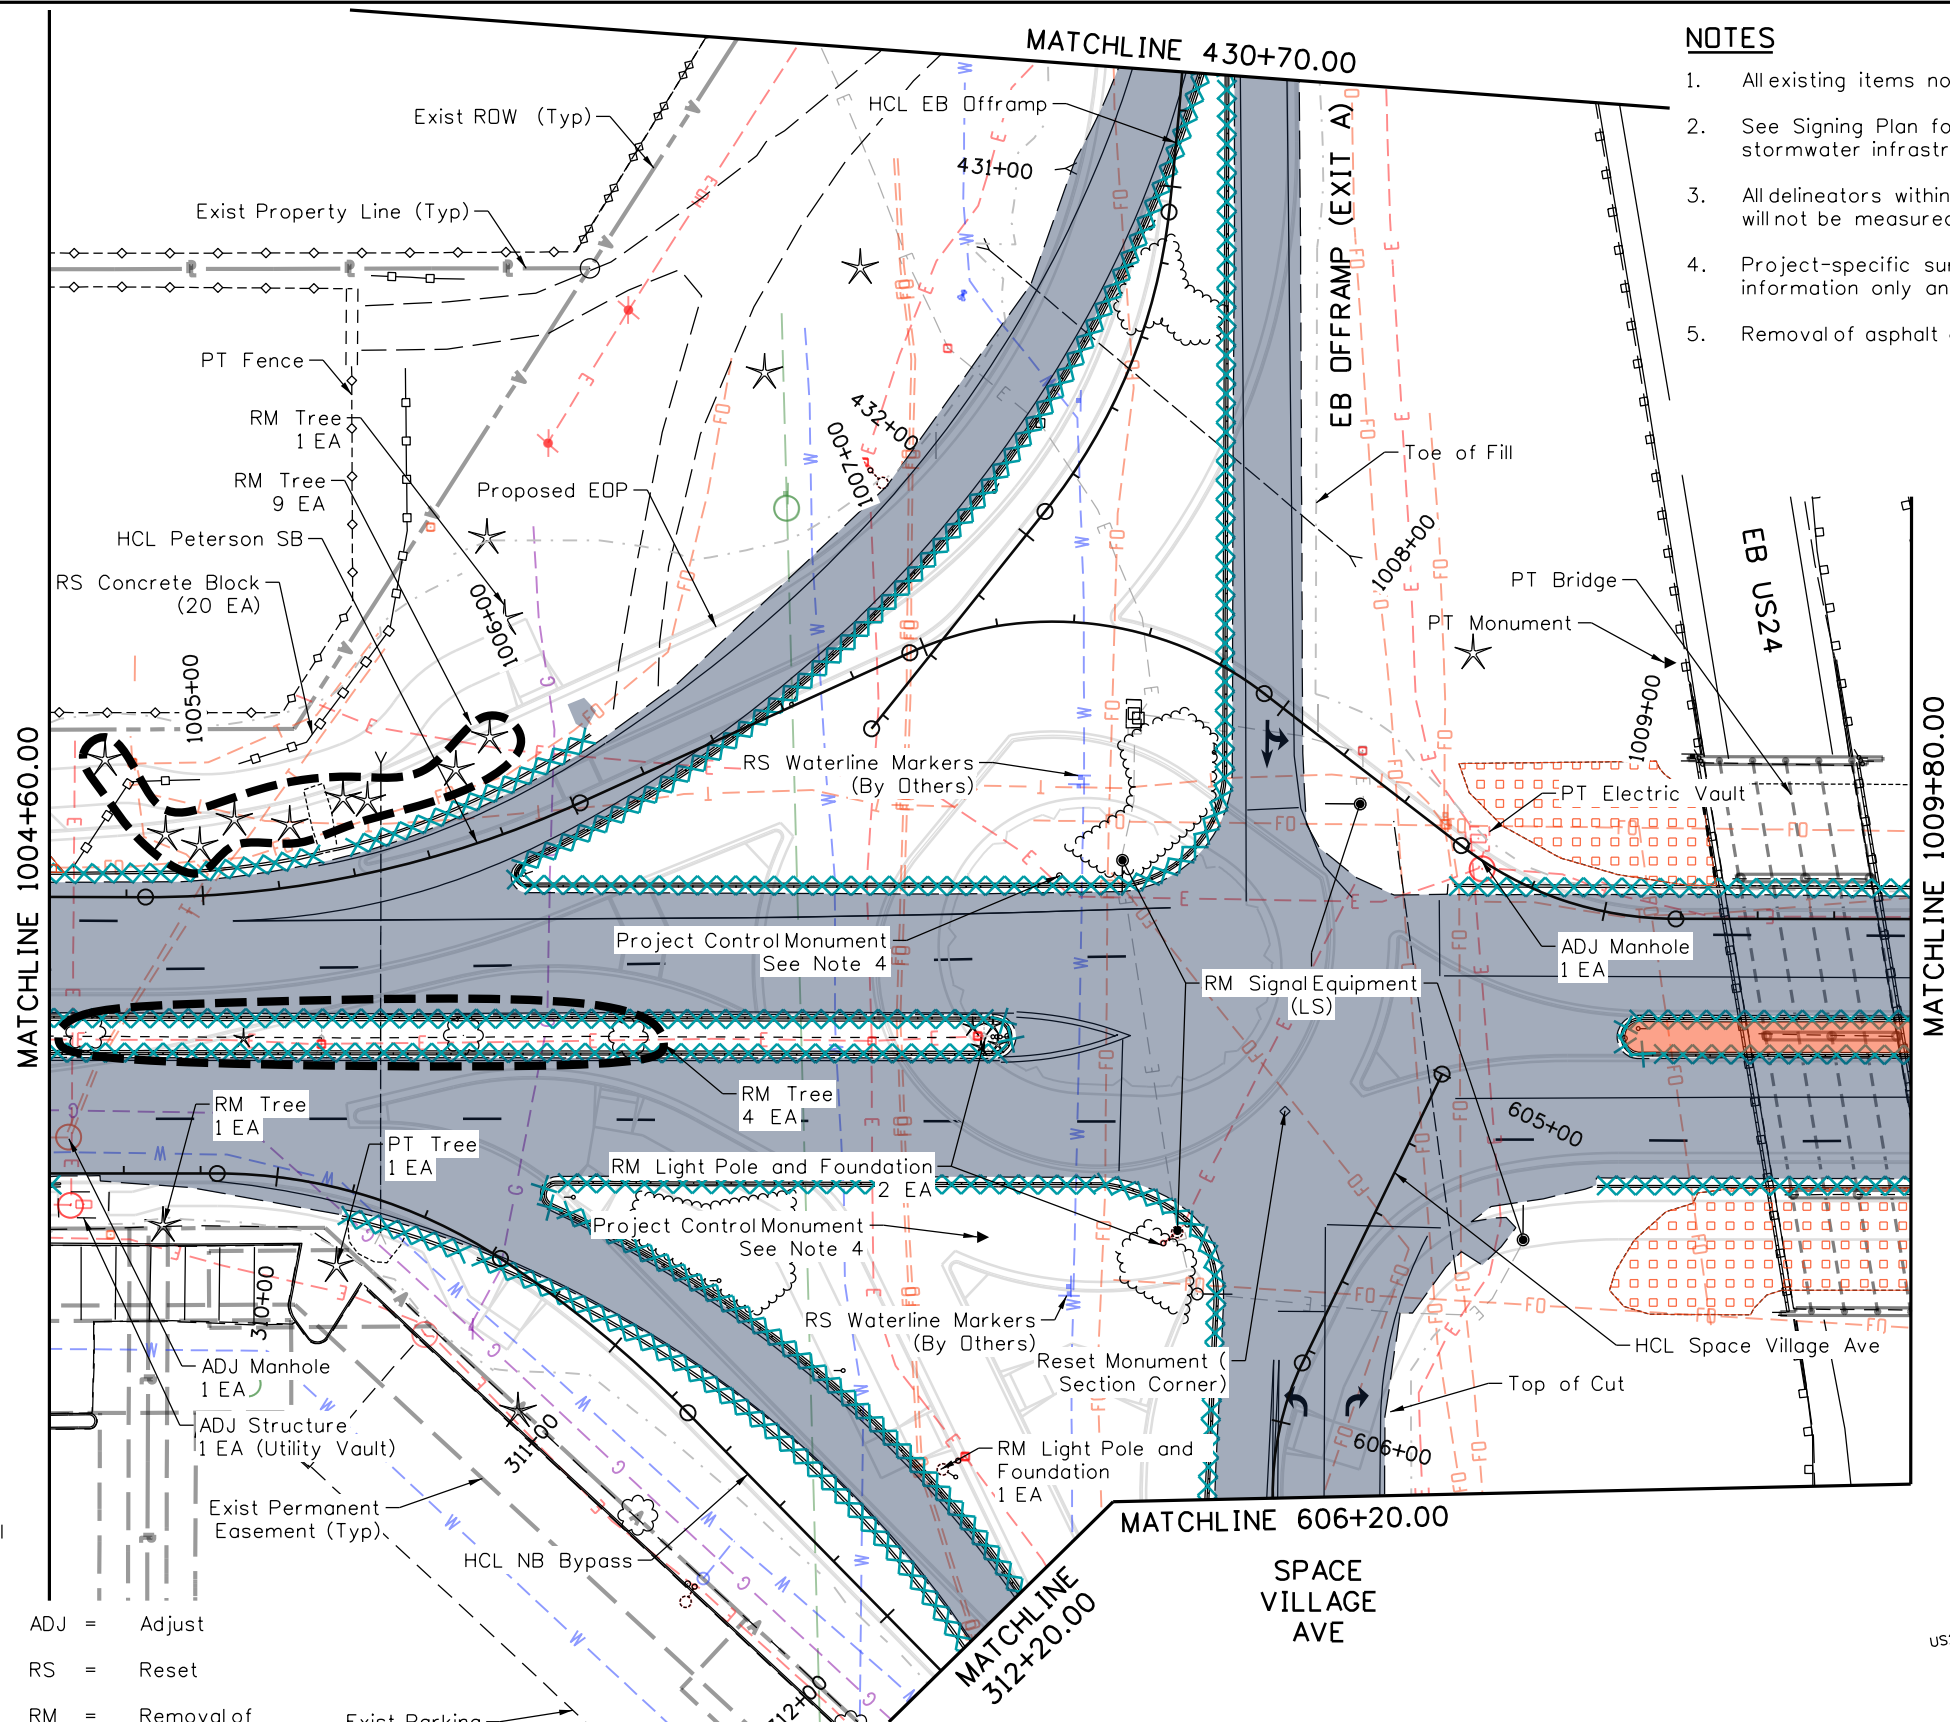 MATCHLINE 430+70.00
NOTES
1. All existing items no
2. See Signing Plan fo
stormwater infrastr
3. All delineators within
will not be measured
4. Project-specific sur
information only an
5. Removal of asphalt
HCL EB Offramp
Exist ROW (Typ)
431+00
Exist Property Line (Typ)
EB OFFRAMP (EXIT A)
PT Fence
RM Tree
1 EA
432+00
1007+00
RM Tree
9 EA
Proposed EOP
Toe of Fill
HCL Peterson SB
RS Concrete Block
(20 EA)
1006+00
1008+00
PT Bridge
EB US24
PT Monument
1005+00
1009+00
MATCHLINE 1004+60.00
RS Waterline Markers
(By Others)
PT Electric Vault
MATCHLINE 1009+80.00
Project Control Monument
See Note 4
ADJ Manhole
1 EA
RM Signal Equipment
(LS)
RM Tree
4 EA
RM Tree
1 EA
PT Tree
1 EA
605+00
RM Light Pole and Foundation
2 EA
Project Control Monument
See Note 4
310+00
RS Waterline Markers
(By Others)
HCL Space Village Ave
Reset Monument (
Section Corner)
ADJ Manhole
1 EA
Top of Cut
ADJ Structure
1 EA (Utility Vault)
311+00
606+00
RM Light Pole and
Foundation
1 EA
Exist Permanent
Easement (Typ)
HCL NB Bypass
MATCHLINE 606+20.00
MATCHLINE
312+20.00
SPACE
VILLAGE
AVE
ADJ = Adjust
RS = Reset
RM = Removal of
Exist Parking
312+00